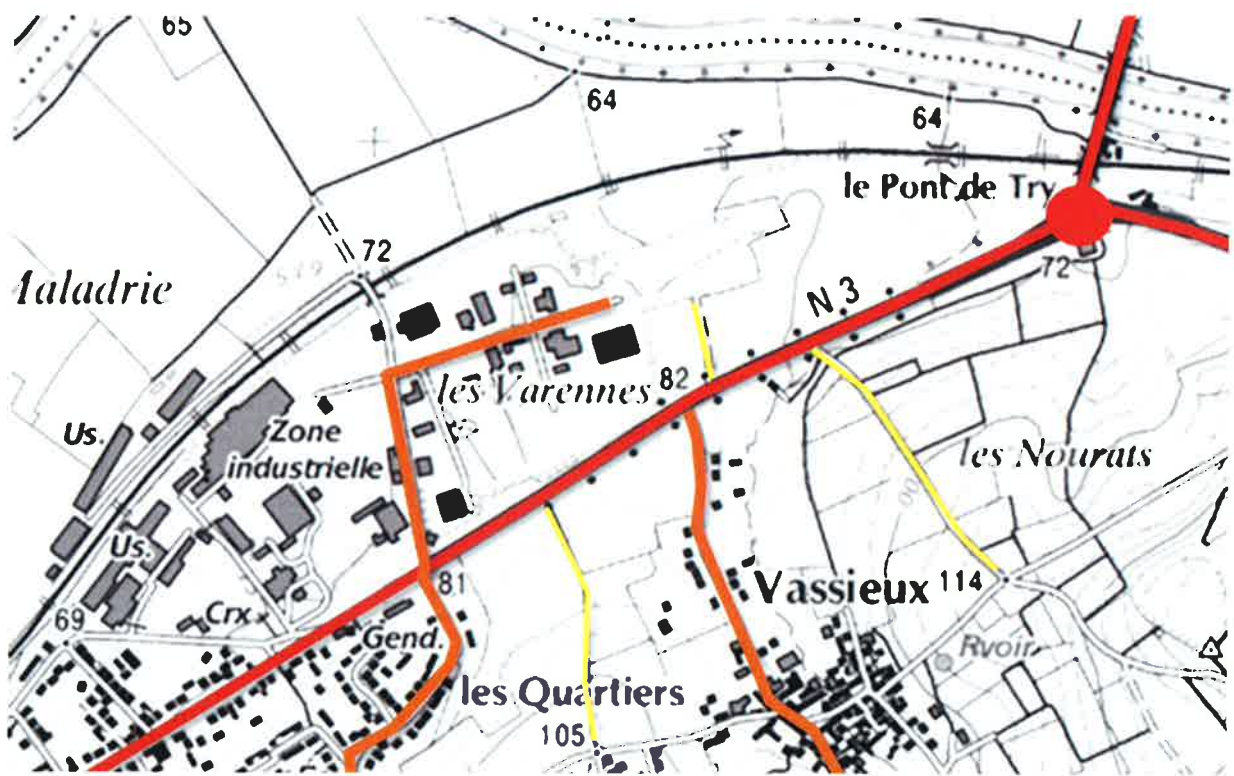 65
64
64
le Pont de Try
72
72
N 3
les Varennes
82
Us.
Zone
industrielle
les Nourats
Us.
81
Vassieux 114
69
Crx
Gend.
Rvoir
les Quartiers
105